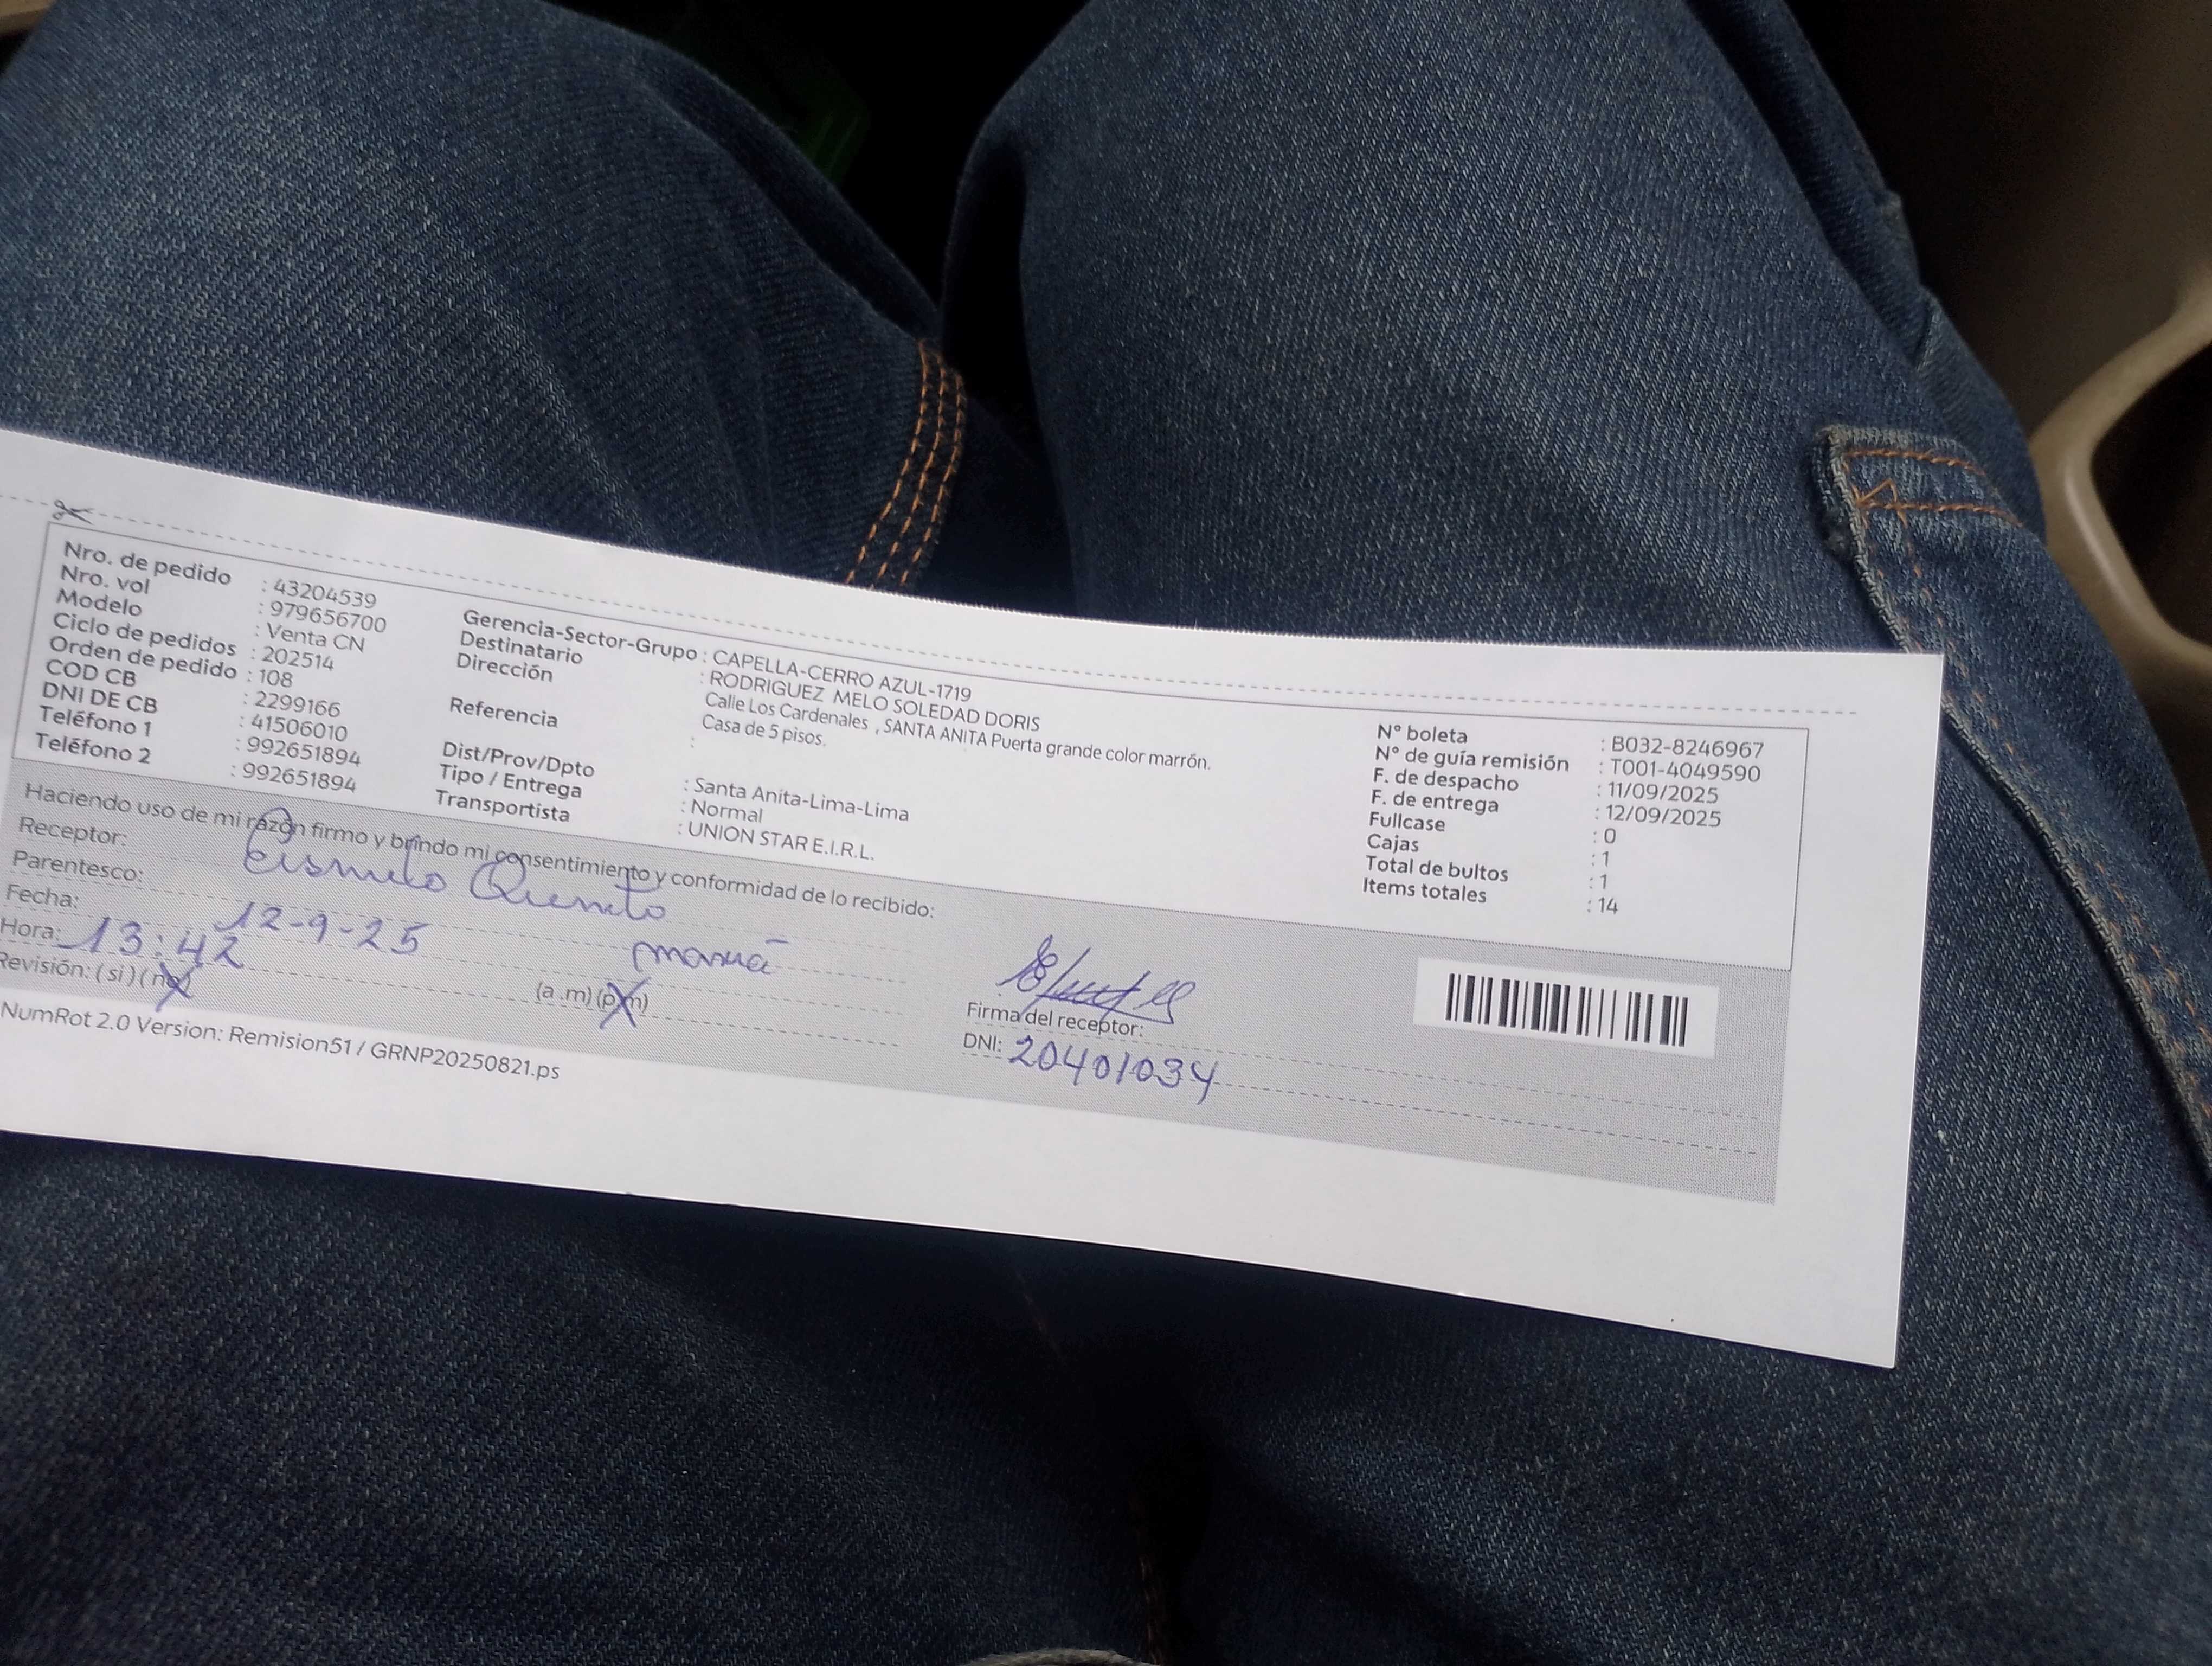 Nro. de pedido : 43204539
Nro. vol : 979656700
Modelo : Venta CN
Ciclo de pedidos : 202514
Orden de pedido : 108
COD CB : 2299166
DNI DE CB : 41506010
Teléfono 1 : 992651894
Teléfono 2 : 992651894
Gerencia-Sector-Grupo : CAPELLA-CERRO AZUL-1719
Destinatario : RODRIGUEZ MELO SOLEDAD DORIS
Dirección Calle Los Cardenales , SANTA ANITA Puerta grande color marrón.
Casa de 5 pisos.
Referencia :
Dist/Prov/Dpto : Santa Anita-Lima-Lima
Tipo / Entrega : Normal
Transportista : UNION STAR E.I.R.L.
N° boleta : B032-8246967
N° de guía remisión : T001-4049590
F. de despacho : 11/09/2025
F. de entrega : 12/09/2025
Fullcase : 0
Cajas : 1
Total de bultos : 1
Items totales : 14
Haciendo uso de mi razón firmo y brindo mi consentimiento y conformidad de lo recibido:
Receptor:
Parentesco: mamá
Fecha: 12-9-25
Hora: 13:42 (a .m) (p.m)
Revisión: ( si ) ( no)
Firma del receptor:
DNI: 20401034
NumRot 2.0 Version: Remision51 / GRNP20250821.ps